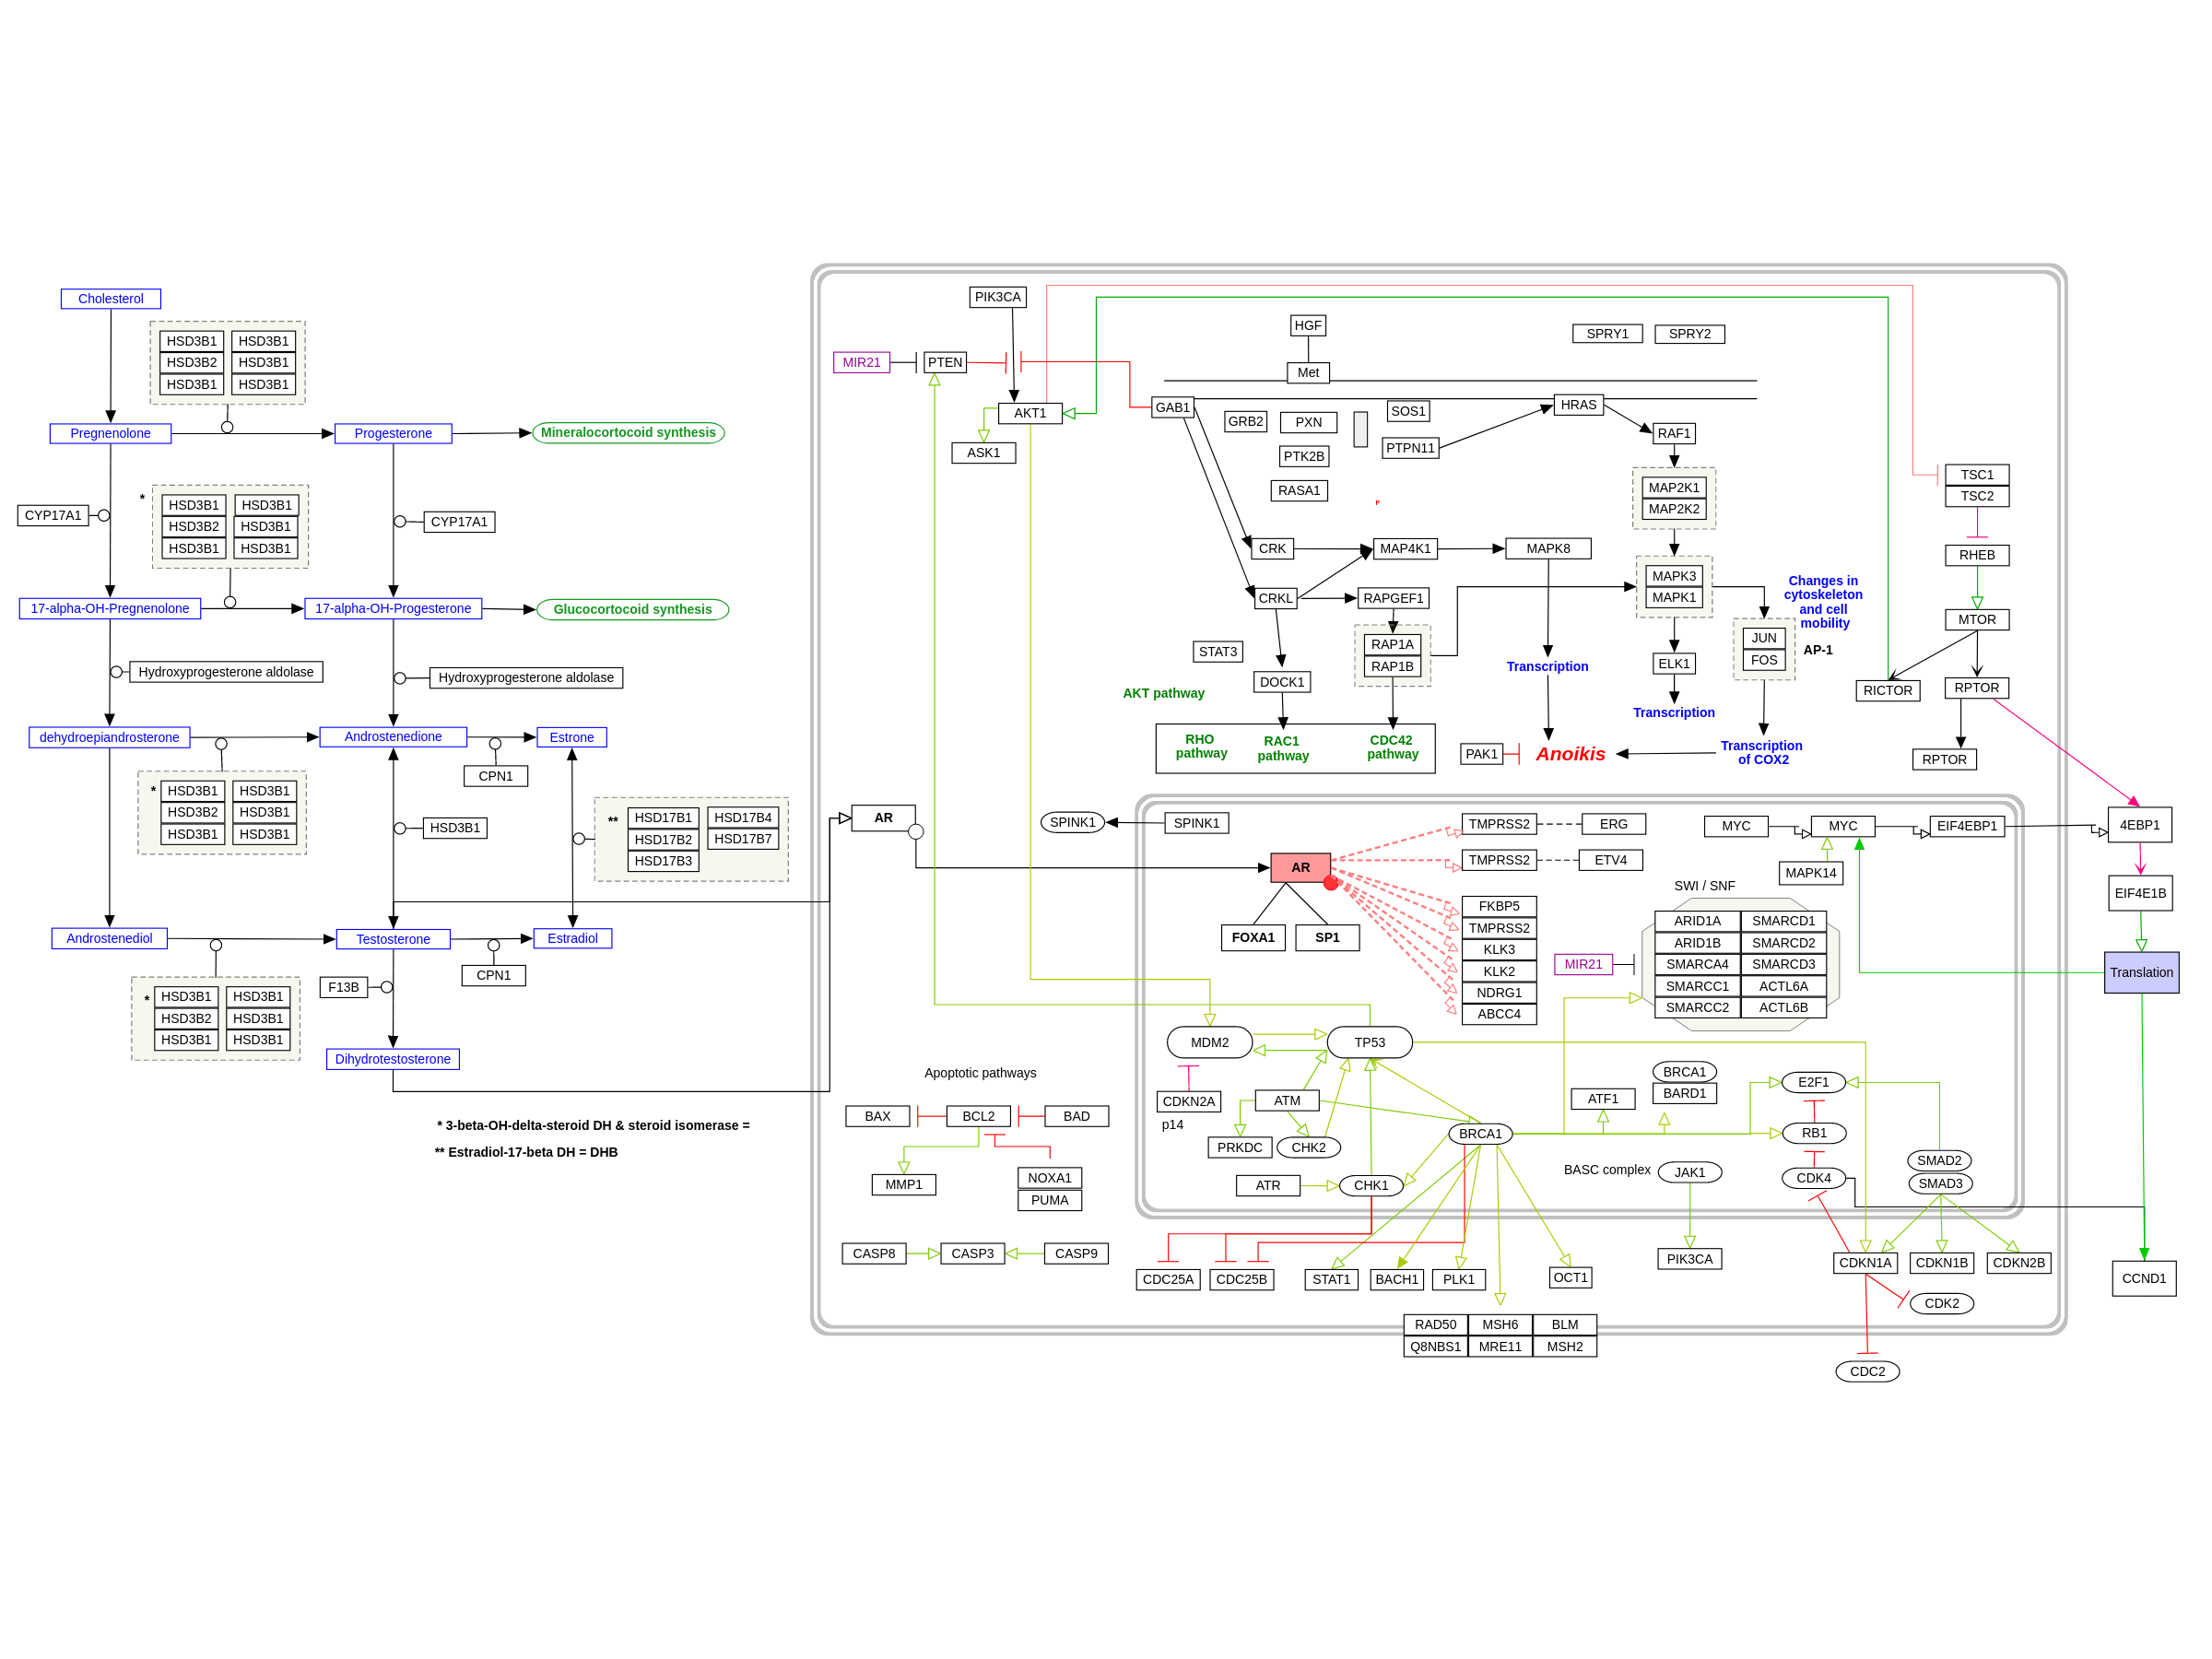 Cholesterol
HSD3B1 HSD3B1
HSD3B2 HSD3B1
HSD3B1 HSD3B1
Pregnenolone
Progesterone
Mineralocortocoid synthesis
*
HSD3B1 HSD3B1
HSD3B2 HSD3B1
HSD3B1 HSD3B1
CYP17A1
CYP17A1
17-alpha-OH-Pregnenolone
17-alpha-OH-Progesterone
Glucocortocoid synthesis
Hydroxyprogesterone aldolase
Hydroxyprogesterone aldolase
dehydroepiandrosterone
Androstenedione
Estrone
CPN1
*
HSD3B1 HSD3B1
HSD3B2 HSD3B1
HSD3B1 HSD3B1
HSD3B1
**
HSD17B1 HSD17B4
HSD17B2 HSD17B7
HSD17B3
Androstenediol
Testosterone
Estradiol
CPN1
F13B
*
HSD3B1 HSD3B1
HSD3B2 HSD3B1
HSD3B1 HSD3B1
Dihydrotestosterone
* 3-beta-OH-delta-steroid DH & steroid isomerase =
** Estradiol-17-beta DH = DHB
PIK3CA
MIR21
PTEN
AKT1
ASK1
HGF
Met
SPRY1
SPRY2
GAB1
GRB2
PXN
SOS1
HRAS
PTK2B
PTPN11
RAF1
RASA1
P
MAP2K1
MAP2K2
CRK
MAP4K1
MAPK8
MAPK3
MAPK1
Changes in
cytoskeleton
and cell
mobility
CRKL
RAPGEF1
RAP1A
RAP1B
JUN
FOS
AP-1
STAT3
DOCK1
Transcription
ELK1
Transcription
AKT pathway
RHO
pathway
RAC1
pathway
CDC42
pathway
PAK1
Anoikis
Transcription
of COX2
TSC1
TSC2
RHEB
MTOR
RICTOR
RPTOR
RPTOR
AR
SPINK1
SPINK1
AR
FOXA1
SP1
TMPRSS2
ERG
TMPRSS2
ETV4
FKBP5
TMPRSS2
KLK3
KLK2
NDRG1
ABCC4
MYC
MYC
EIF4EBP1
4EBP1
MAPK14
EIF4E1B
Translation
SWI / SNF
MIR21
ARID1A SMARCD1
ARID1B SMARCD2
SMARCA4 SMARCD3
SMARCC1 ACTL6A
SMARCC2 ACTL6B
MDM2
TP53
CDKN2A
p14
ATM
PRKDC
CHK2
ATR
CHK1
BRCA1
ATF1
BRCA1
BARD1
E2F1
RB1
CDK4
BASC complex
JAK1
SMAD2
SMAD3
Apoptotic pathways
BAX
BCL2
BAD
MMP1
NOXA1
PUMA
CASP8
CASP3
CASP9
CDC25A
CDC25B
STAT1
BACH1
PLK1
OCT1
PIK3CA
CDKN1A
CDKN1B
CDKN2B
CCND1
CDK2
RAD50 MSH6 BLM
Q8NBS1 MRE11 MSH2
CDC2